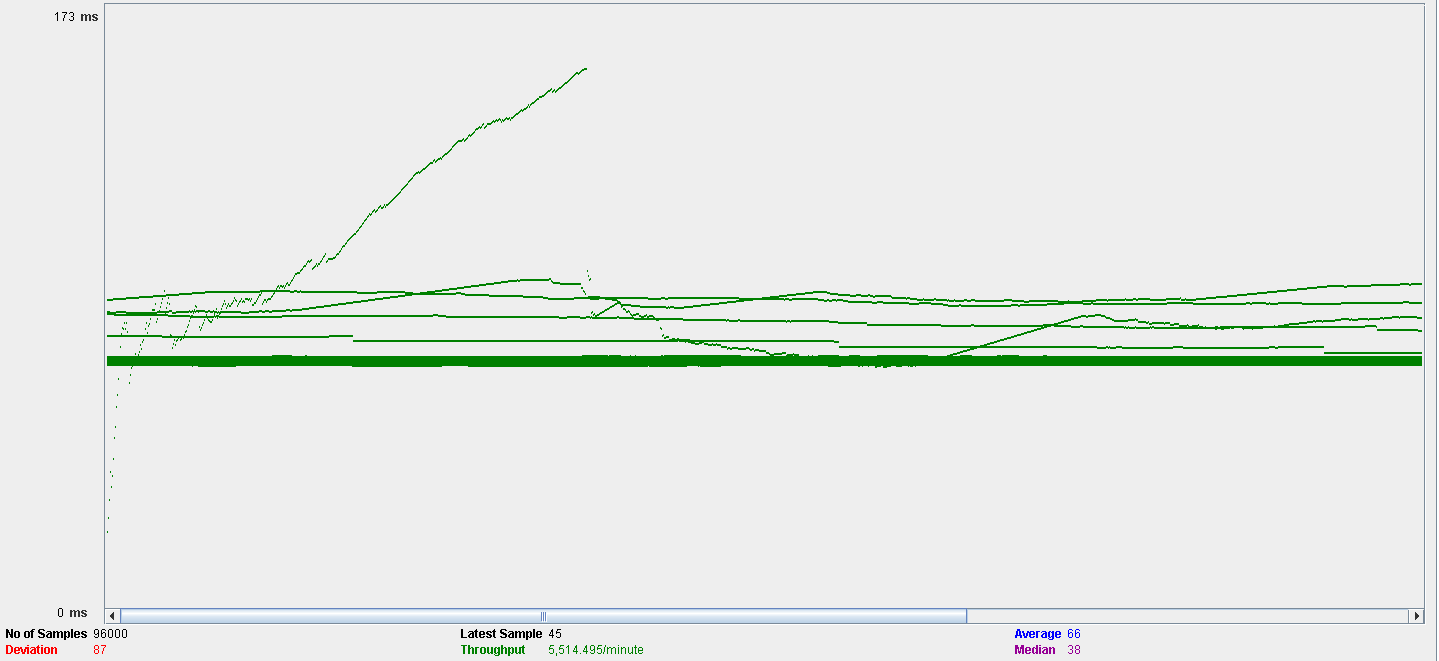 173 ms
0 ms
No of Samples 96000 Latest Sample 45 Average 66
Deviation 87 Throughput 5,514.495/minute Median 38